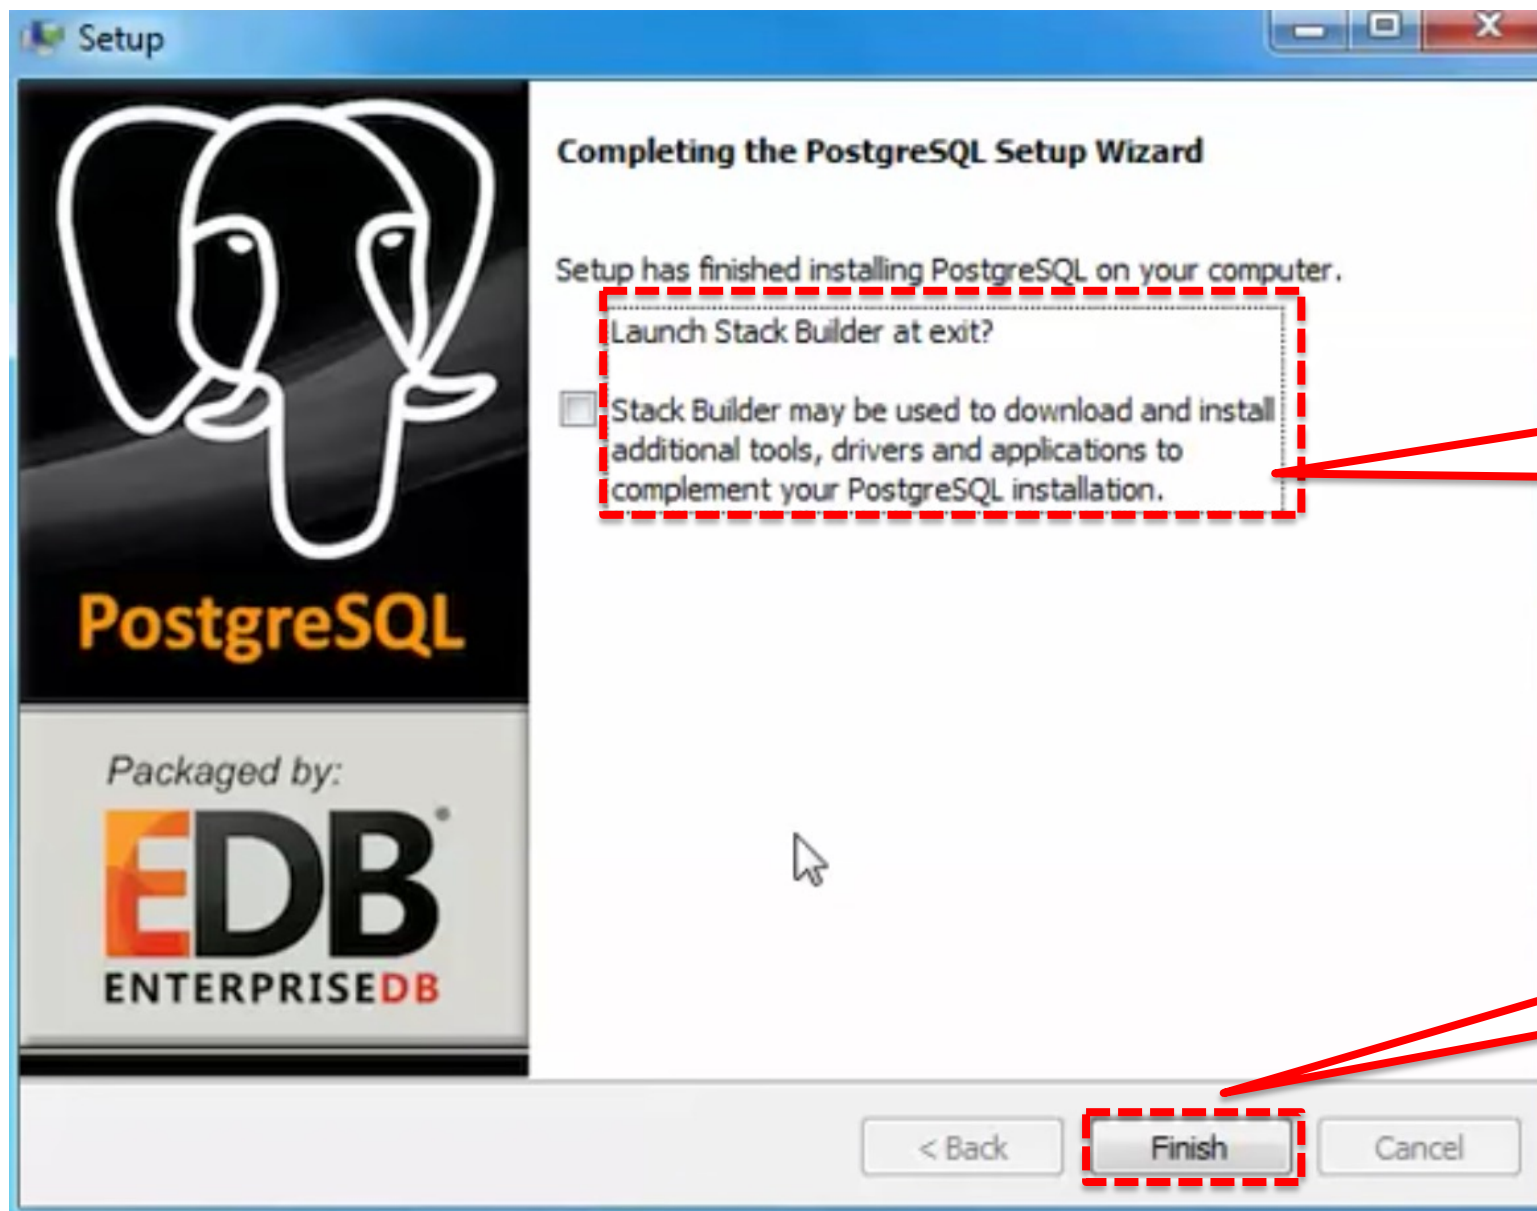 Setup
Completing the PostgreSQL Setup Wizard
Setup has finished installing PostgreSQL on your computer.
Launch Stack Builder at exit?
Stack Builder may be used to download and install
additional tools, drivers and applications to
complement your PostgreSQL installation.
PostgreSQL
Packaged by:
EDB
ENTERPRISEDB
< Back
Finish
Cancel